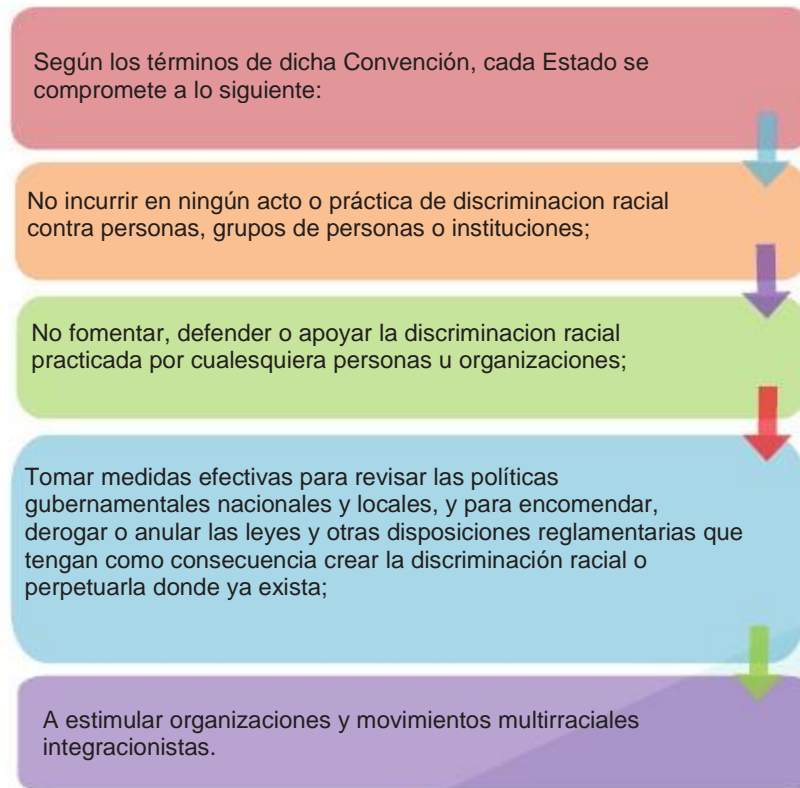 Según los términos de dicha Convención, cada Estado se
compromete a lo siguiente:
No incurrir en ningún acto o práctica de discriminacion racial
contra personas, grupos de personas o instituciones;
No fomentar, defender o apoyar la discriminacion racial
practicada por cualesquiera personas u organizaciones;
Tomar medidas efectivas para revisar las políticas
gubernamentales nacionales y locales, y para encomendar,
derogar o anular las leyes y otras disposiciones reglamentarias que
tengan como consecuencia crear la discriminación racial o
perpetuarla donde ya exista;
A estimular organizaciones y movimientos multirraciales
integracionistas.